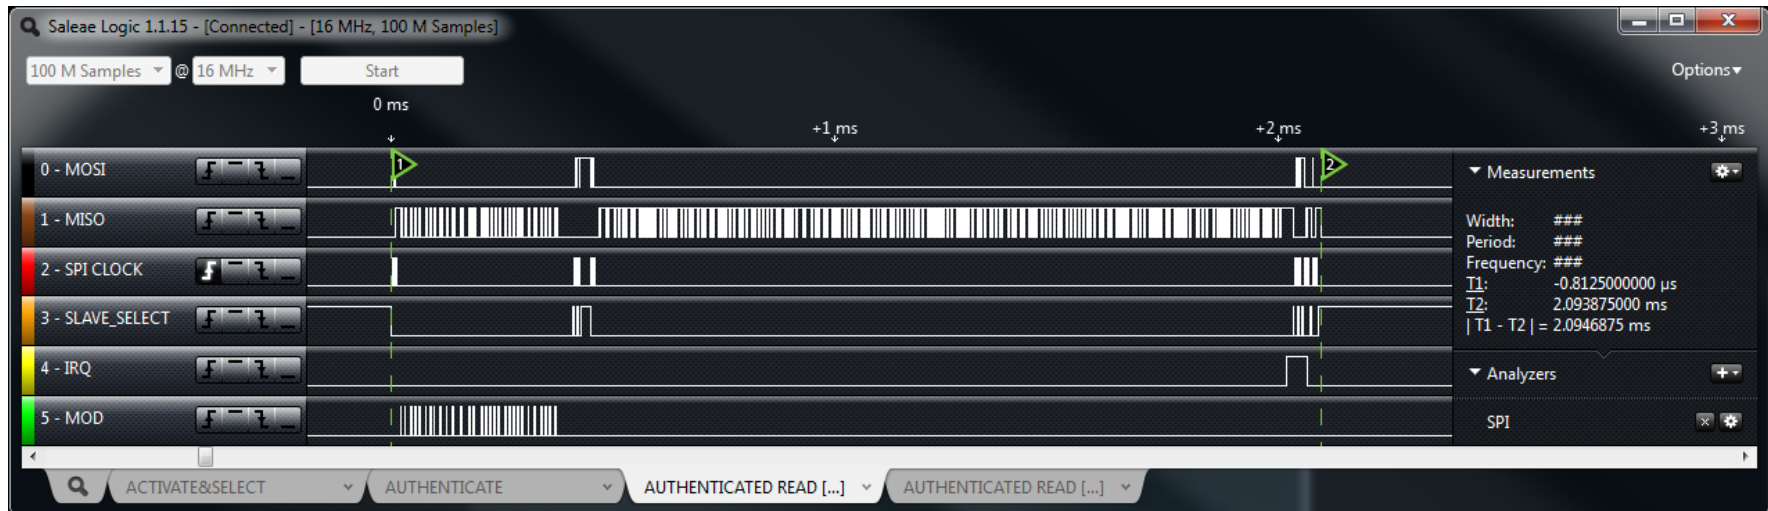 Saleae Logic 1.1.15 - [Connected] - [16 MHz, 100 M Samples]
100 M Samples @ 16 MHz Start
Options
0 ms
+1 ms +2 ms +3 ms
0 - MOSI
1 2
1 - MISO
2 - SPI CLOCK
3 - SLAVE_SELECT
4 - IRQ
5 - MOD
Measurements
Width: ###
Period: ###
Frequency: ###
T1: -0.8125000000 µs
T2: 2.093875000 ms
| T1 - T2 | = 2.0946875 ms
Analyzers
SPI
ACTIVATE&SELECT AUTHENTICATE AUTHENTICATED READ [...] AUTHENTICATED READ [...]